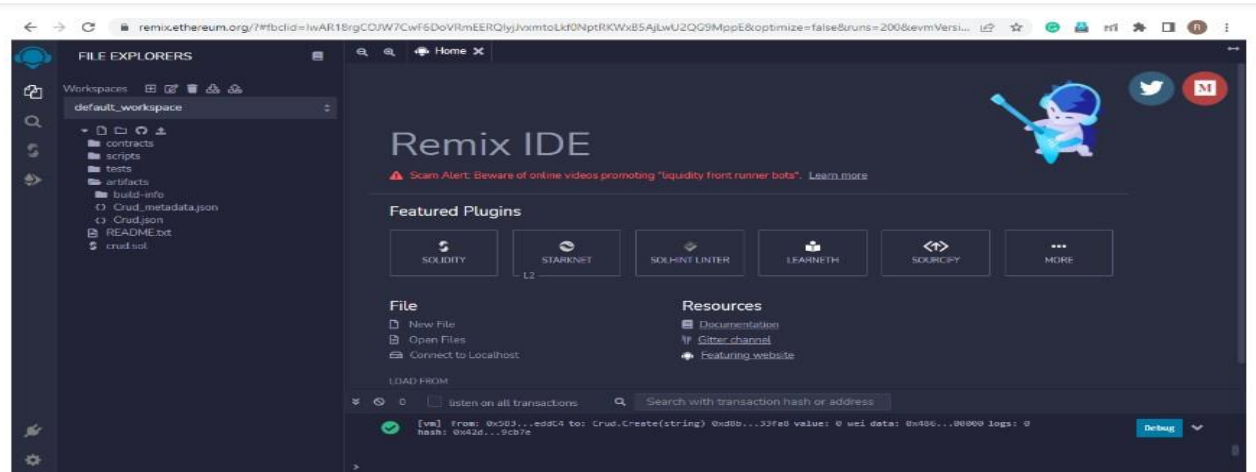 remix.ethereum.org/?#fbclid=IwAR18rgCOJW7CwF6DoVRmEERQlyjJvxmtoLkf0NptRKWxB5AjLwU2QG9MppE&optimize=false&runs=200&evmVersi...
FILE EXPLORERS
Home
Workspaces
default_workspace
contracts
scripts
tests
artifacts
build-info
Crud_metadata.json
Crud.json
README.txt
crud.sol
Remix IDE
Scam Alert: Beware of online videos promoting "liquidity front runner bots". Learn more
Featured Plugins
SOLIDITY
STARKNET
L2
SOLHINT LINTER
LEARNETH
SOURCIFY
MORE
File
New File
Open Files
Connect to Localhost
LOAD FROM:
Resources
Documentation
Gitter channel
Featuring website
0
listen on all transactions
Search with transaction hash or address
[vm] from: 0x5B3...eddC4 to: Crud.Create(string) 0xd8b...33fa8 value: 0 wei data: 0x486...00000 logs: 0
hash: 0x42d...9cb7e
Debug
>
M
R